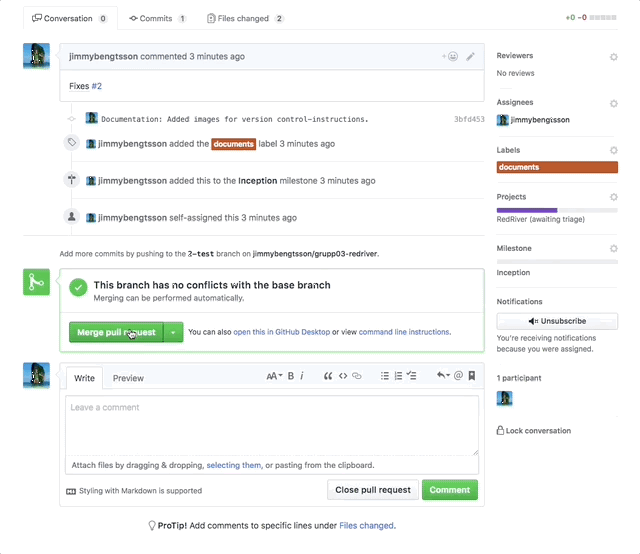 Conversation 0 Commits 1 Files changed 2 +0 −0
jimmybengtsson commented 3 minutes ago
Fixes #2
Documentation: Added images for version control-instructions. 3bfd453
jimmybengtsson added the documents label 3 minutes ago
jimmybengtsson added this to the Inception milestone 3 minutes ago
jimmybengtsson self-assigned this 3 minutes ago
Add more commits by pushing to the 2-test branch on jimmybengtsson/grupp03-redriver.
This branch has no conflicts with the base branch
Merging can be performed automatically.
Merge pull request
You can also open this in GitHub Desktop or view command line instructions.
Write Preview
AA B i
Leave a comment
Attach files by dragging & dropping, selecting them, or pasting from the clipboard.
Styling with Markdown is supported
Close pull request Comment
ProTip! Add comments to specific lines under Files changed.
Reviewers
No reviews
Assignees
jimmybengtsson
Labels
documents
Projects
RedRiver (awaiting triage)
Milestone
Inception
Notifications
Unsubscribe
You're receiving notifications
because you were assigned.
1 participant
Lock conversation